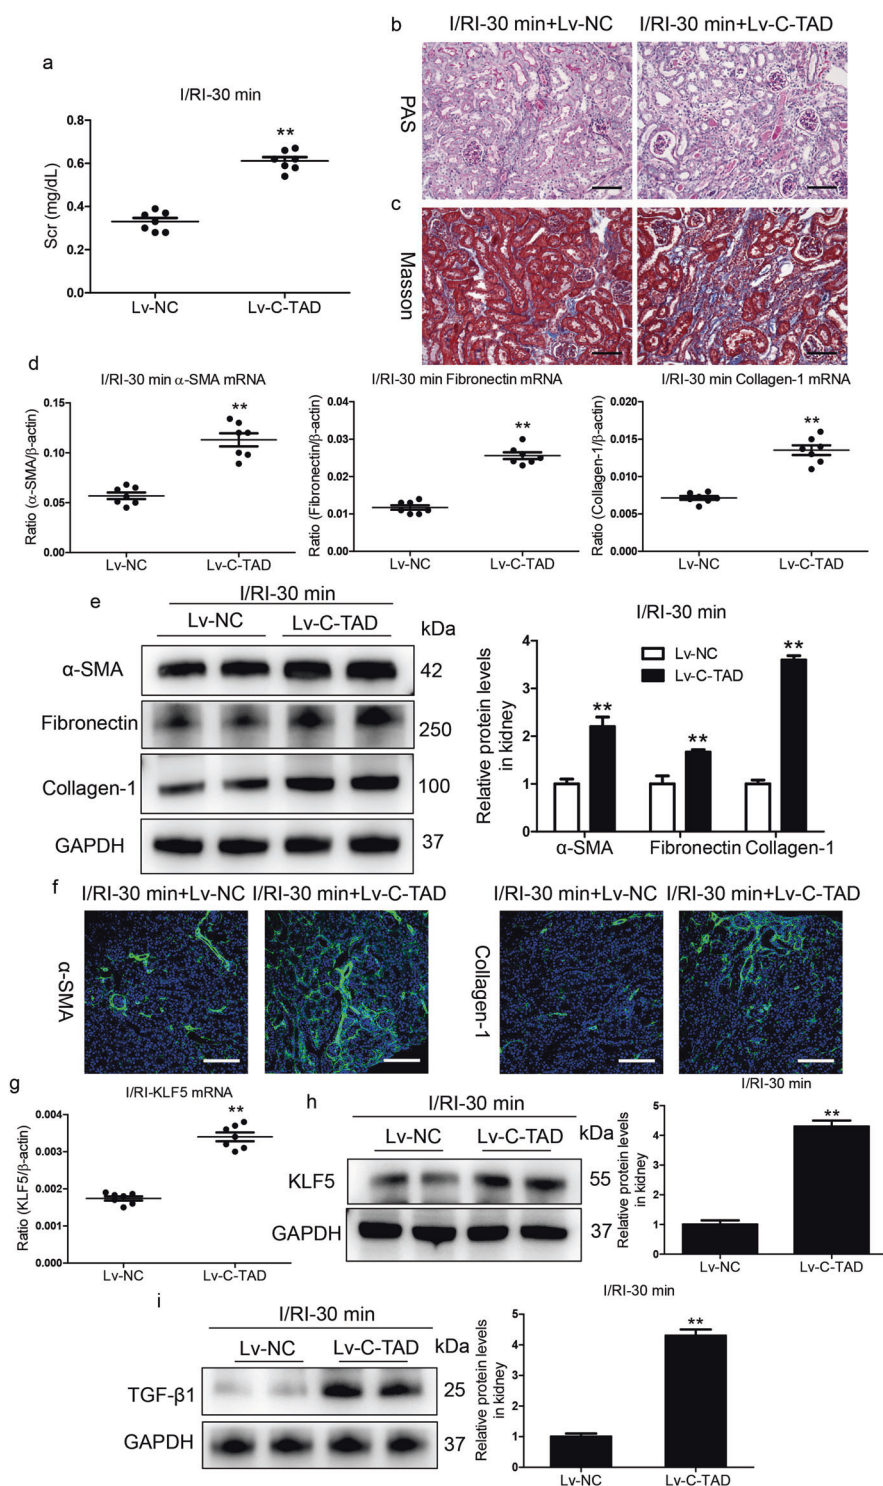 a
I/RI-30 min
**
Scr (mg/dL)
0.8
0.6
0.4
0.2
0.0
Lv-NC
Lv-C-TAD
b
I/RI-30 min+Lv-NC
I/RI-30 min+Lv-C-TAD
PAS
c
Masson
d
I/RI-30 min α-SMA mRNA
**
Ratio (α-SMA/β-actin)
0.15
0.10
0.05
0.00
Lv-NC
Lv-C-TAD
I/RI-30 min Fibronectin mRNA
**
Ratio (Fibronectin/β-actin)
0.04
0.03
0.02
0.01
0.00
Lv-NC
Lv-C-TAD
I/RI-30 min Collagen-1 mRNA
**
Ratio (Collagen-1/β-actin)
0.020
0.015
0.010
0.005
0.000
Lv-NC
Lv-C-TAD
e
I/RI-30 min
Lv-NC
Lv-C-TAD
kDa
α-SMA
42
Fibronectin
250
Collagen-1
100
GAPDH
37
I/RI-30 min
Lv-NC
Lv-C-TAD
Relative protein levels
in kidney
4
3
2
1
0
**
**
**
α-SMA
Fibronectin
Collagen-1
f
I/RI-30 min+Lv-NC
I/RI-30 min+Lv-C-TAD
α-SMA
I/RI-30 min+Lv-NC
I/RI-30 min+Lv-C-TAD
Collagen-1
g
I/RI-KLF5 mRNA
**
Ratio (KLF5/β-actin)
0.004
0.003
0.002
0.001
0.000
Lv-NC
Lv-C-TAD
h
I/RI-30 min
Lv-NC
Lv-C-TAD
kDa
KLF5
55
GAPDH
37
I/RI-30 min
**
Relative protein levels
in kidney
5
4
3
2
1
0
Lv-NC
Lv-C-TAD
i
I/RI-30 min
Lv-NC
Lv-C-TAD
kDa
TGF-β1
25
GAPDH
37
I/RI-30 min
**
Relative protein levels
in kidney
5
4
3
2
1
0
Lv-NC
Lv-C-TAD